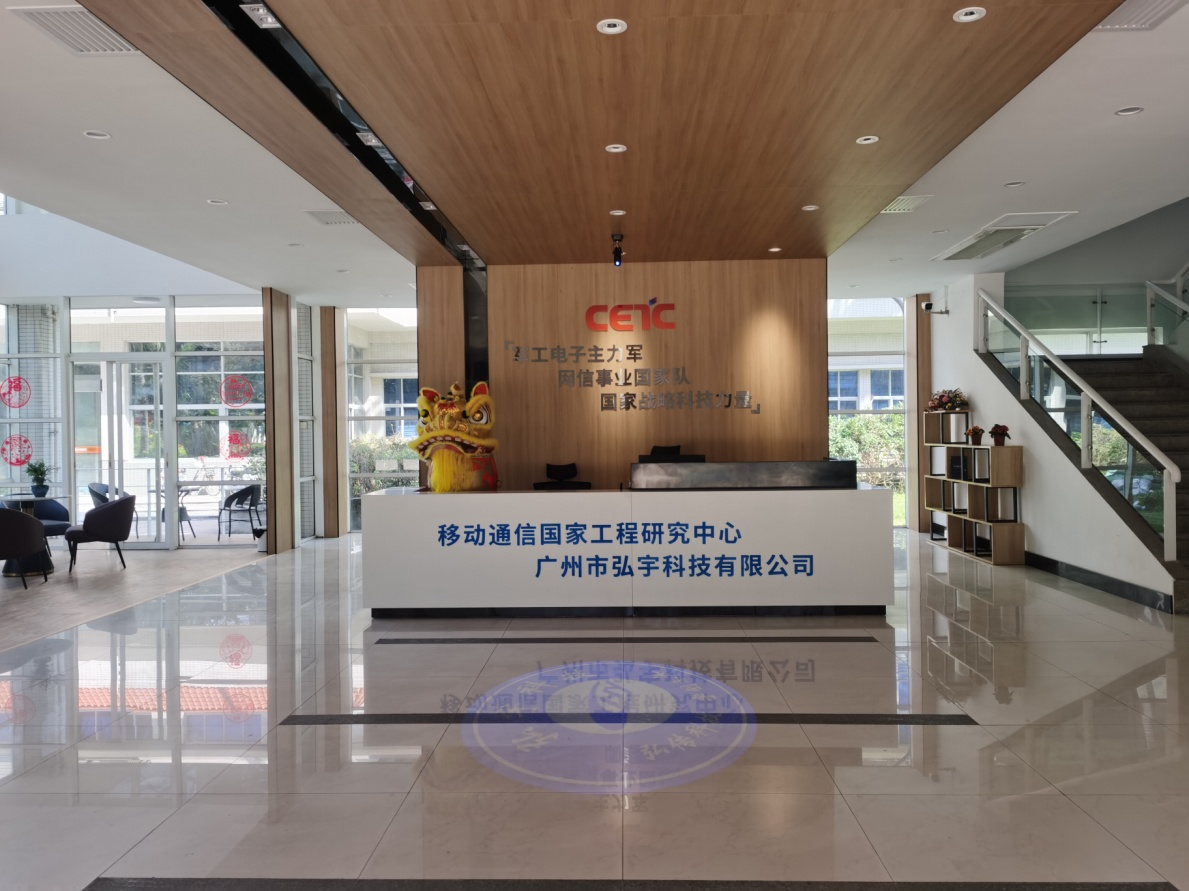 CETC
「军工电子主力军
网信事业国家队
国家战略科技力量」
移动通信国家工程研究中心
广州市弘宇科技有限公司
福
福